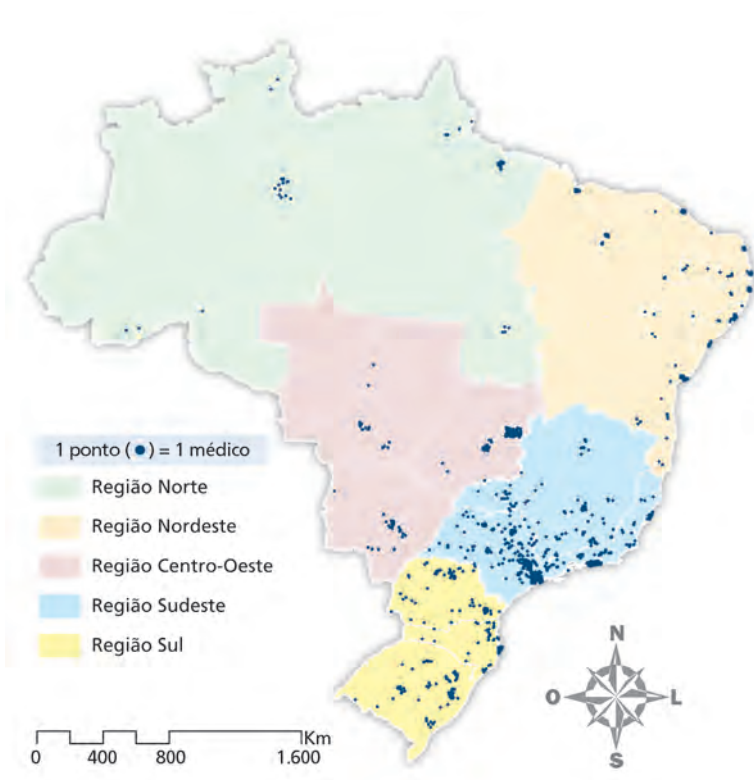 1 ponto (●) = 1 médico
Região Norte
Região Nordeste
Região Centro-Oeste
Região Sudeste
Região Sul
N
O L
S
Km
0 400 800 1.600